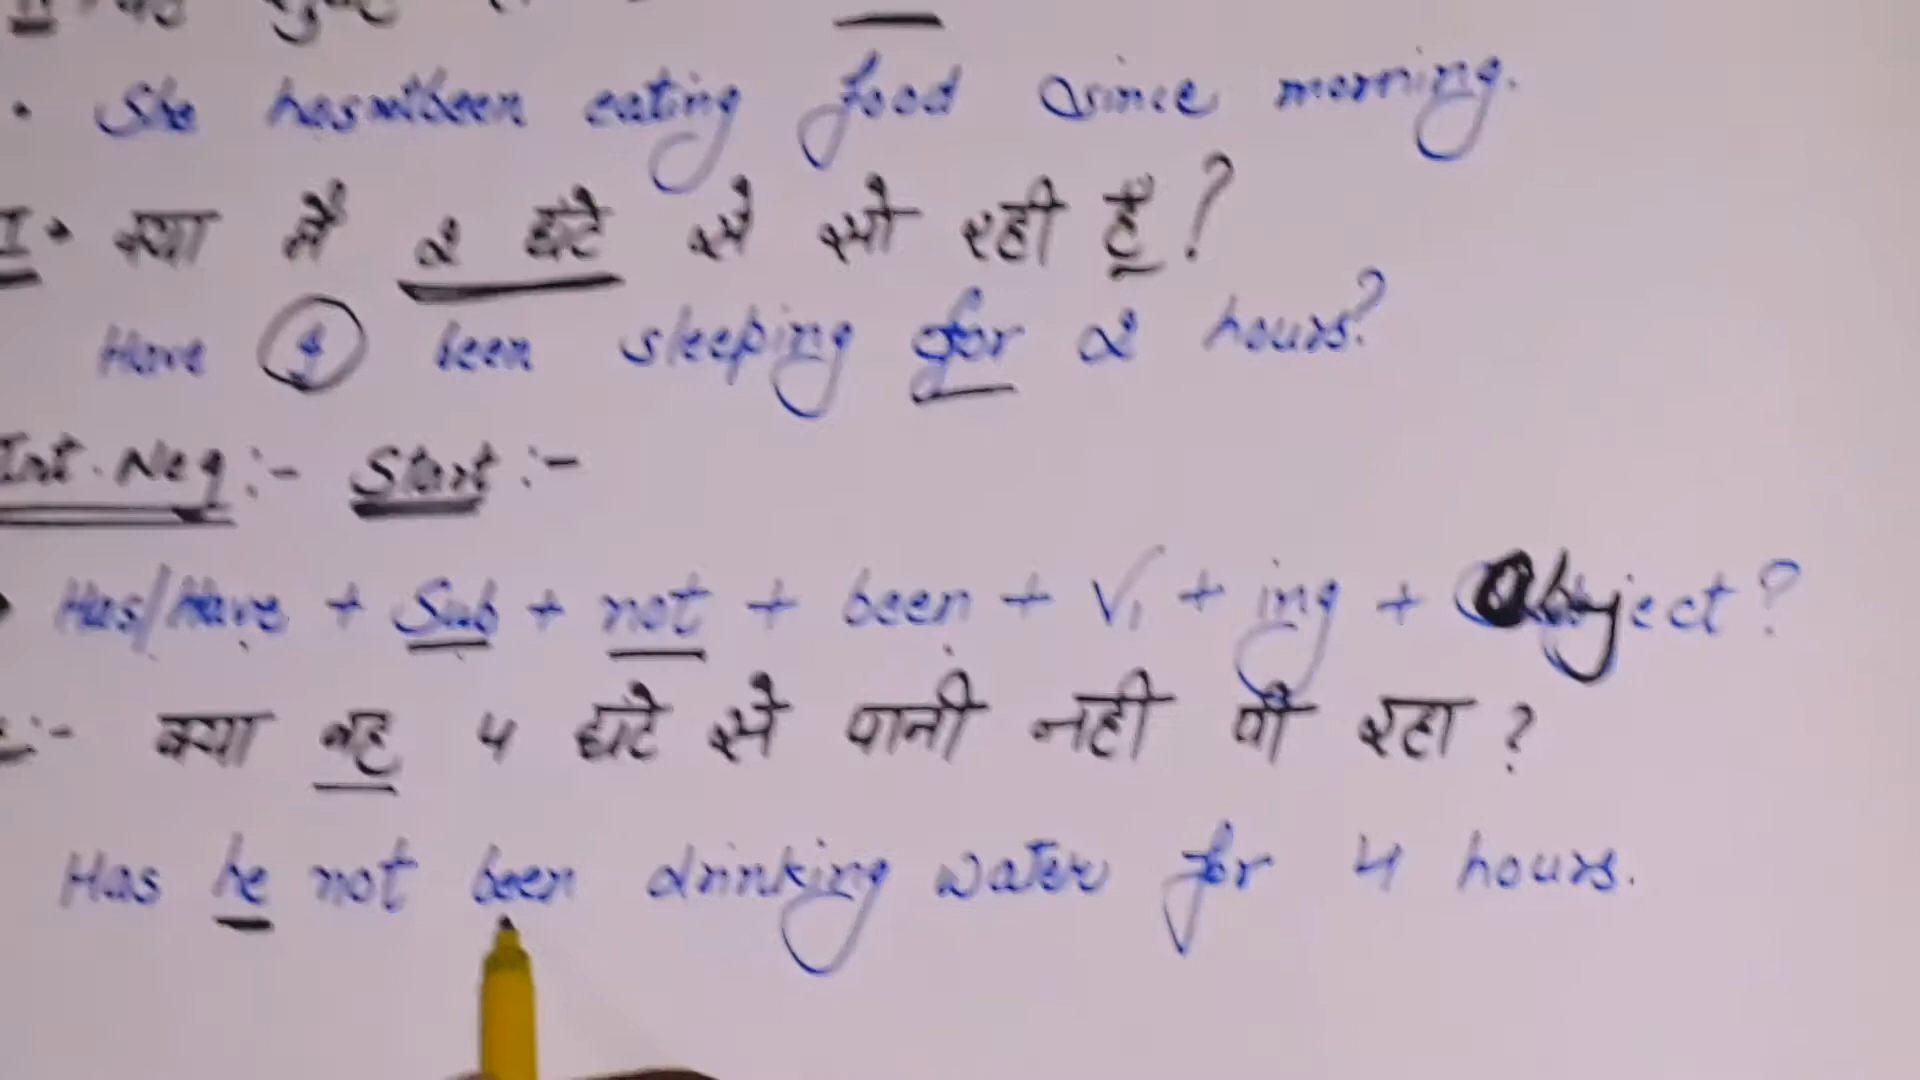 • She has not been eating food since morning.
I • क्या मैं 2 घंटे से सो रही हूँ?
Have I been sleeping for 2 hours?
Int. Neg :- Start :-
Has/Have + Sub + not + been + V1 + ing + Object?
:- क्या वह 4 घंटे से पानी नही पी रहा ?
Has he not been drinking water for 4 hours.